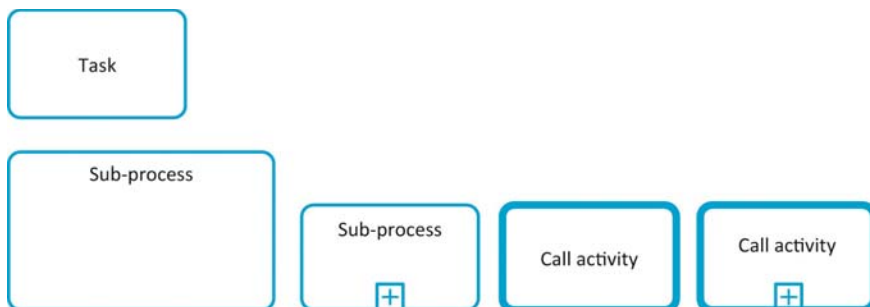 Task
Sub-process
Sub-process
Call activity
Call activity